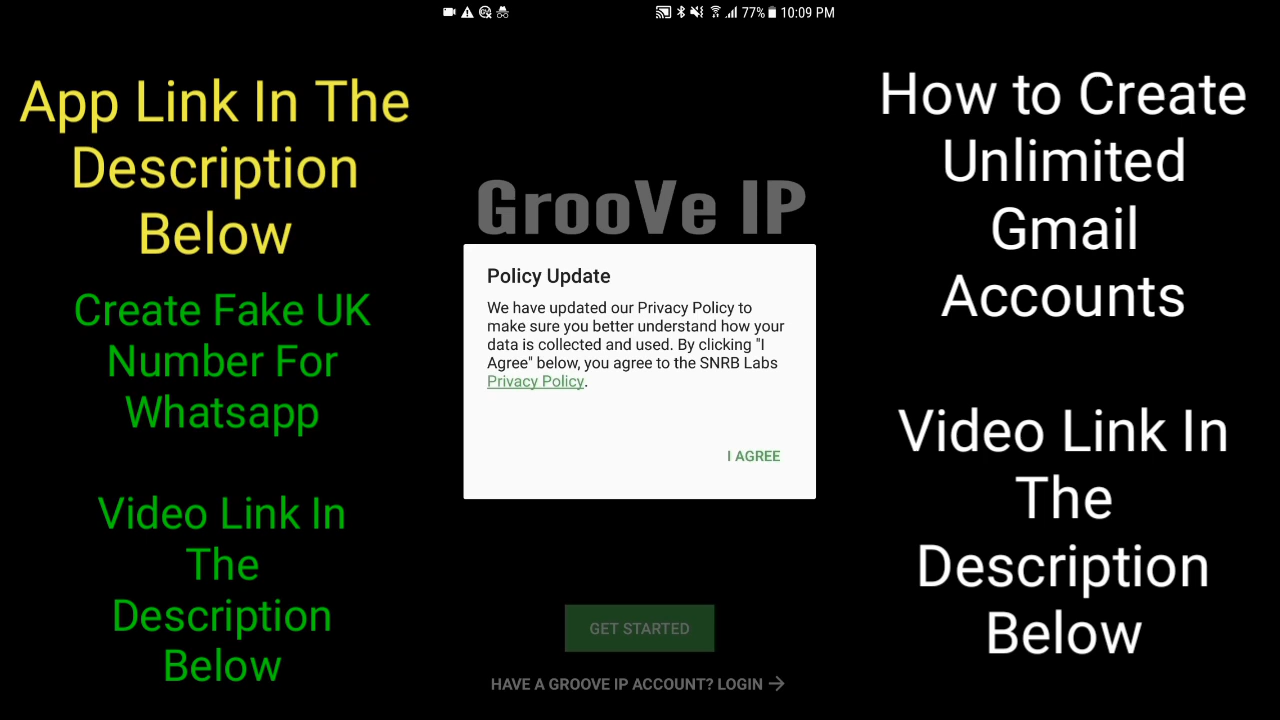 77% 10:09 PM
App Link In The
Description
Below
Create Fake UK
Number For
Whatsapp
Video Link In
The
Description
Below
GrooVe IP
Policy Update
We have updated our Privacy Policy to
make sure you better understand how your
data is collected and used. By clicking "I
Agree" below, you agree to the SNRB Labs
Privacy Policy.
I AGREE
GET STARTED
HAVE A GROOVE IP ACCOUNT? LOGIN →
How to Create
Unlimited
Gmail
Accounts
Video Link In
The
Description
Below